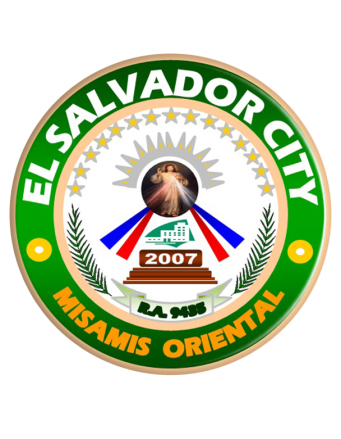 EL SALVADOR CITY
2007
R.A. 9435
MISAMIS ORIENTAL